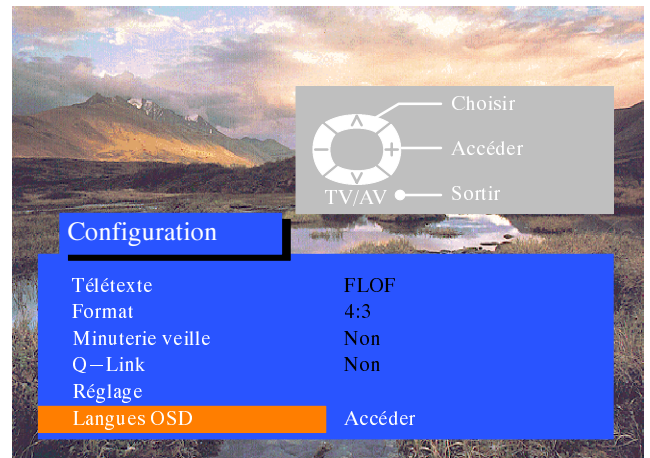 Choisir
Accéder
TV/AV Sortir
Configuration
Télétexte FLOF
Format 4:3
Minuterie veille Non
Q−Link Non
Réglage
Langues OSD Accéder